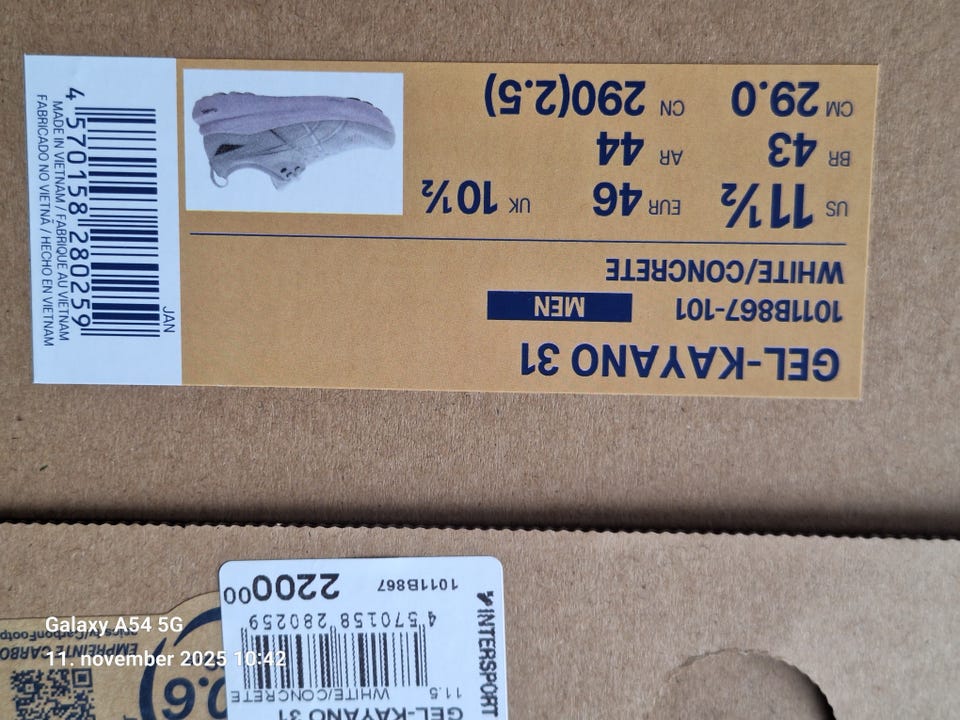 GEL-KAYANO 31
1011B867-101 MEN
WHITE/CONCRETE
US 11½ EUR 46 UK 10½
BR 43 AR 44
CM 29.0 CN 290(2.5)
JAN
4 570158 280259
MADE IN VIETNAM / FABRIQUE AU VIETNAM
FABRICADO NO VIETNÃ / HECHO EN VIETNAM
INTERSPORT
GEL-KAYANO 31
11.5 WHITE/CONCRETE
4 570158 280259
1011B867 2200 00
EMPREINTE CARBO
Galaxy A54 5G
11. november 2025 10:42